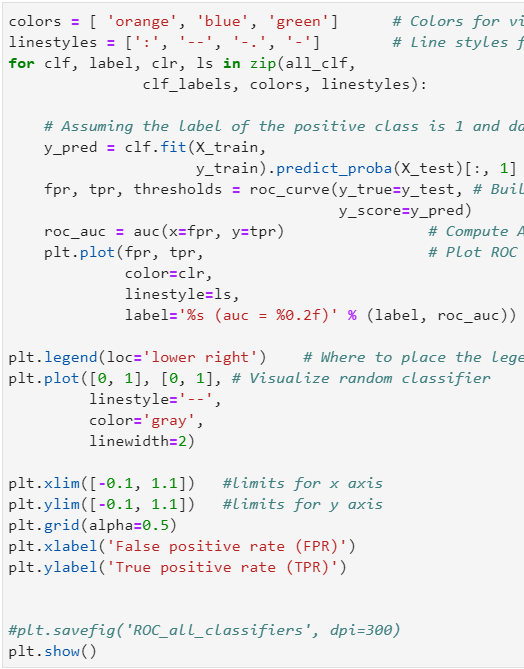 colors = [ 'orange', 'blue', 'green']      # Colors for
linestyles = [':', '--', '-.', '-']        # Line styles
for clf, label, clr, ls in zip(all_clf,
               clf_labels, colors, linestyles):

    # Assuming the label of the positive class is 1 and
    y_pred = clf.fit(X_train,
                     y_train).predict_proba(X_test)[:, 1]
    fpr, tpr, thresholds = roc_curve(y_true=y_test, #
                                     y_score=y_pred)
    roc_auc = auc(x=fpr, y=tpr)                # Compute
    plt.plot(fpr, tpr,                         # Plot ROC
             color=clr,
             linestyle=ls,
             label='%s (auc = %0.2f)' % (label, roc_auc))

plt.legend(loc='lower right')    # Where to place the
plt.plot([0, 1], [0, 1], # Visualize random classifier
         linestyle='--',
         color='gray',
         linewidth=2)

plt.xlim([-0.1, 1.1])   #limits for x axis
plt.ylim([-0.1, 1.1])   #limits for y axis
plt.grid(alpha=0.5)
plt.xlabel('False positive rate (FPR)')
plt.ylabel('True positive rate (TPR)')


#plt.savefig('ROC_all_classifiers', dpi=300)
plt.show()